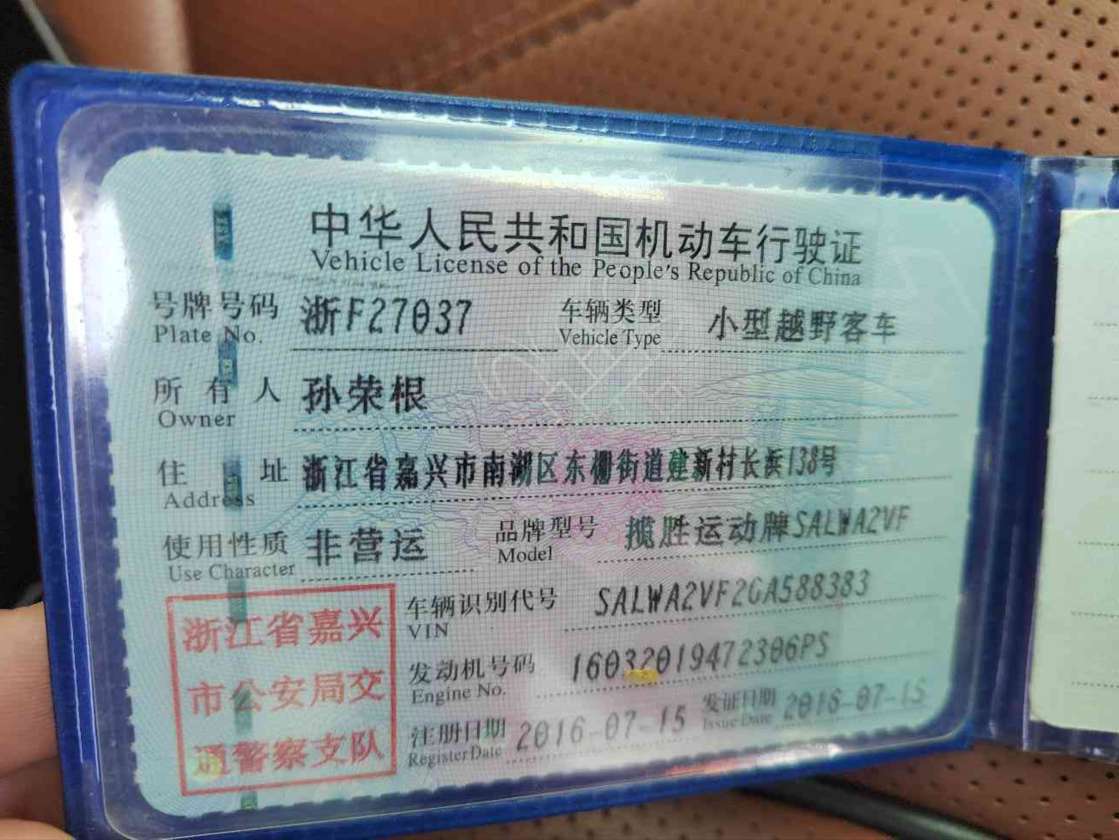 中华人民共和国机动车行驶证
Vehicle License of the People's Republic of China
号牌号码 浙F27037 车辆类型 小型越野客车
Plate No. Vehicle Type
所有人 孙荣根
Owner
住址 浙江省嘉兴市南湖区东栅街道建新村长浜138号
Address
使用性质 非营运 品牌型号 揽胜运动牌SALWA2VF
Use Character Model
浙江省嘉兴
市公安局交
通警察支队
车辆识别代号 SALWA2VF2GA588383
VIN
发动机号码 16032019472306PS
Engine No.
注册日期 2016-07-15 发证日期 2016-07-15
Register Date Issue Date